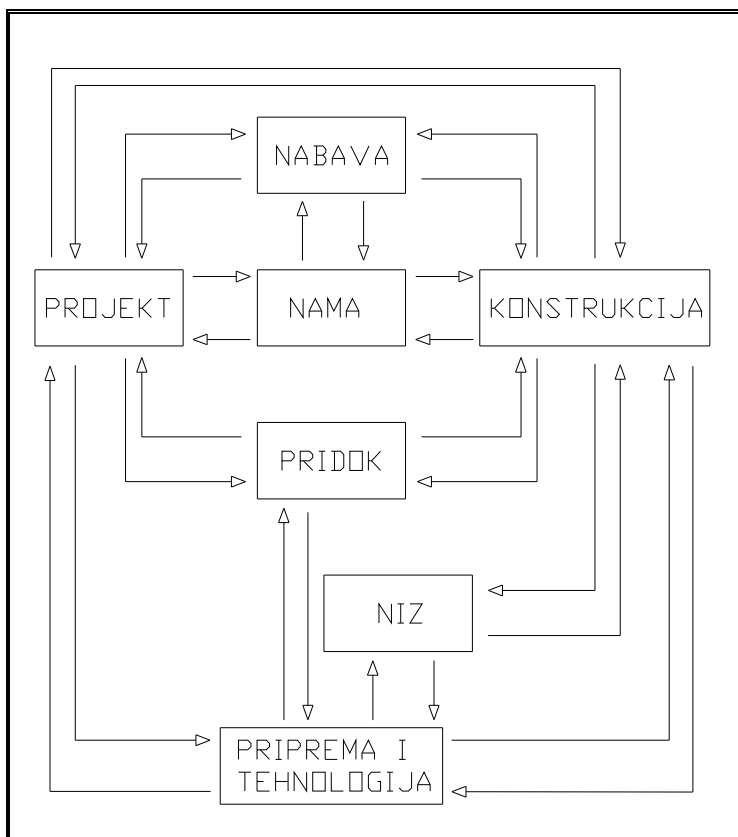 NABAVA
PROJEKT
NAMA
KONSTRUKCIJA
PRIDOK
NIZ
PRIPREMA I
TEHNOLOGIJA